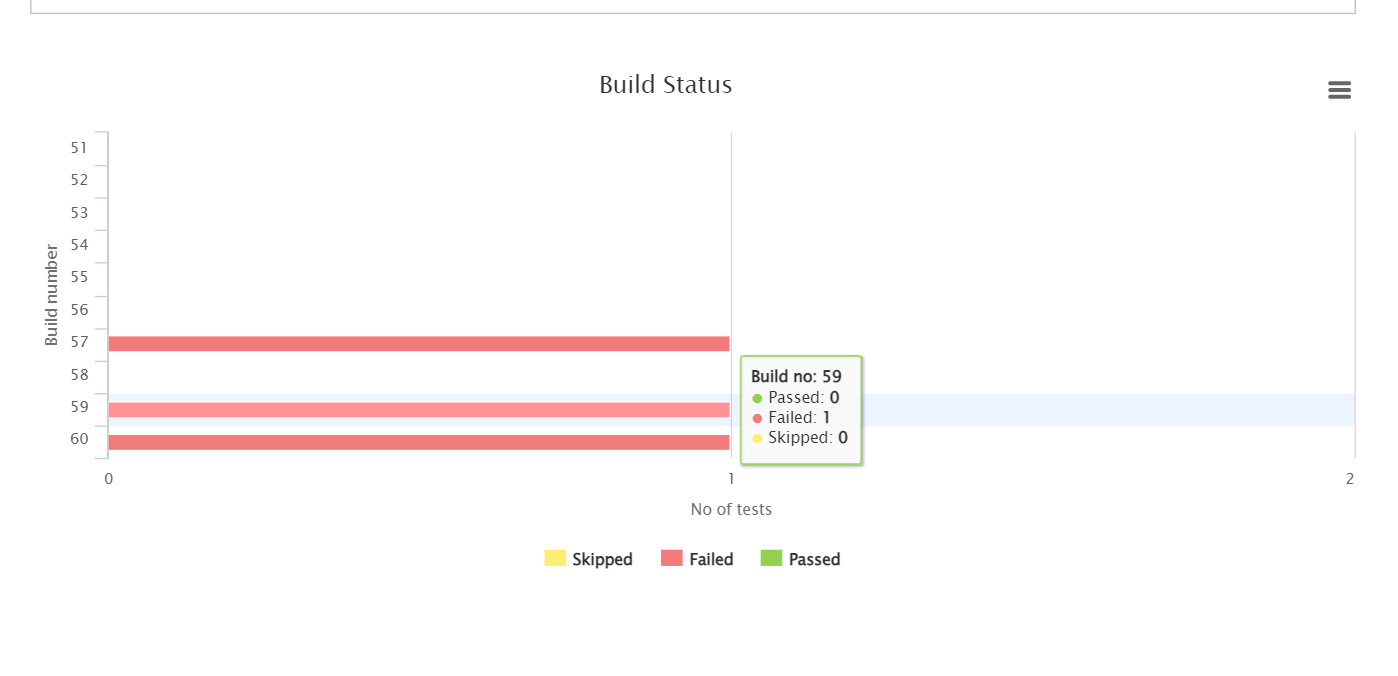 Build Status
Build number
51
52
53
54
55
56
57
58
59
60
Build no: 59
Passed: 0
Failed: 1
Skipped: 0
0 1 2
No of tests
Skipped Failed Passed